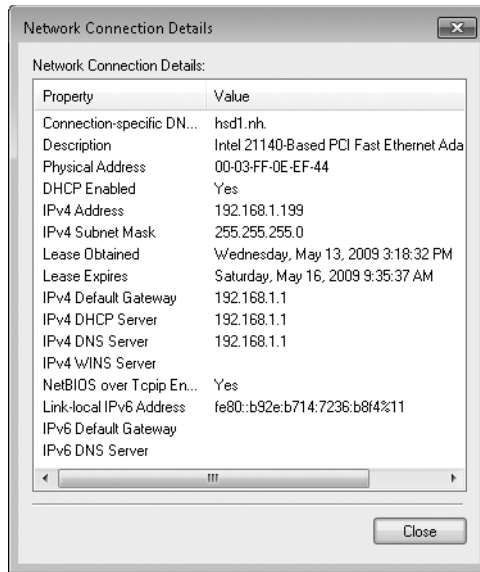 Network Connection Details
Network Connection Details:
Property Value
Connection-specific DN... hsd1.nh.
Description Intel 21140-Based PCI Fast Ethernet Ada
Physical Address 00-03-FF-0E-EF-44
DHCP Enabled Yes
IPv4 Address 192.168.1.199
IPv4 Subnet Mask 255.255.255.0
Lease Obtained Wednesday, May 13, 2009 3:18:32 PM
Lease Expires Saturday, May 16, 2009 9:35:37 AM
IPv4 Default Gateway 192.168.1.1
IPv4 DHCP Server 192.168.1.1
IPv4 DNS Server 192.168.1.1
IPv4 WINS Server
NetBIOS over Tcpip En... Yes
Link-local IPv6 Address fe80::b92e:b714:7236:b8f4%11
IPv6 Default Gateway
IPv6 DNS Server
Close